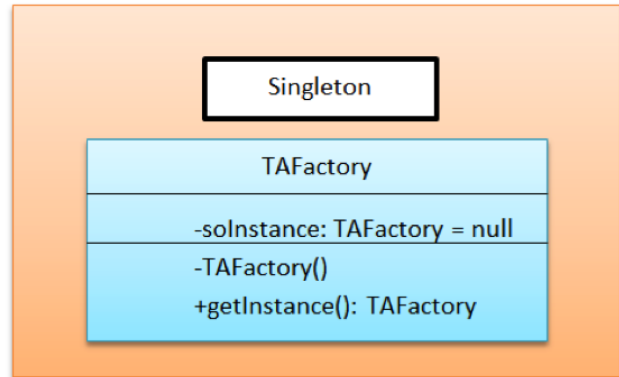 Singleton
TAFactory
-soInstance: TAFactory = null
-TAFactory()
+getInstance(): TAFactory